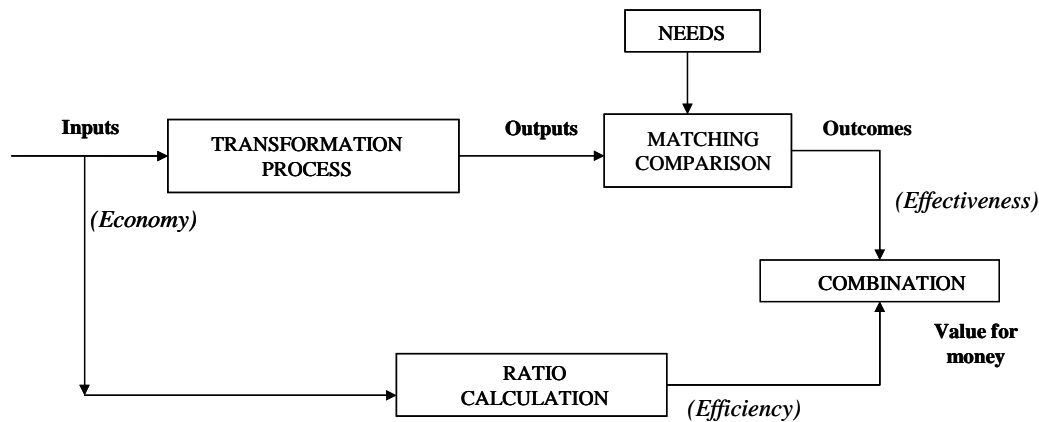 NEEDS
Inputs
TRANSFORMATION
PROCESS
Outputs
MATCHING
COMPARISON
Outcomes
(Economy)
(Effectiveness)
COMBINATION
Value for
money
RATIO
CALCULATION
(Efficiency)